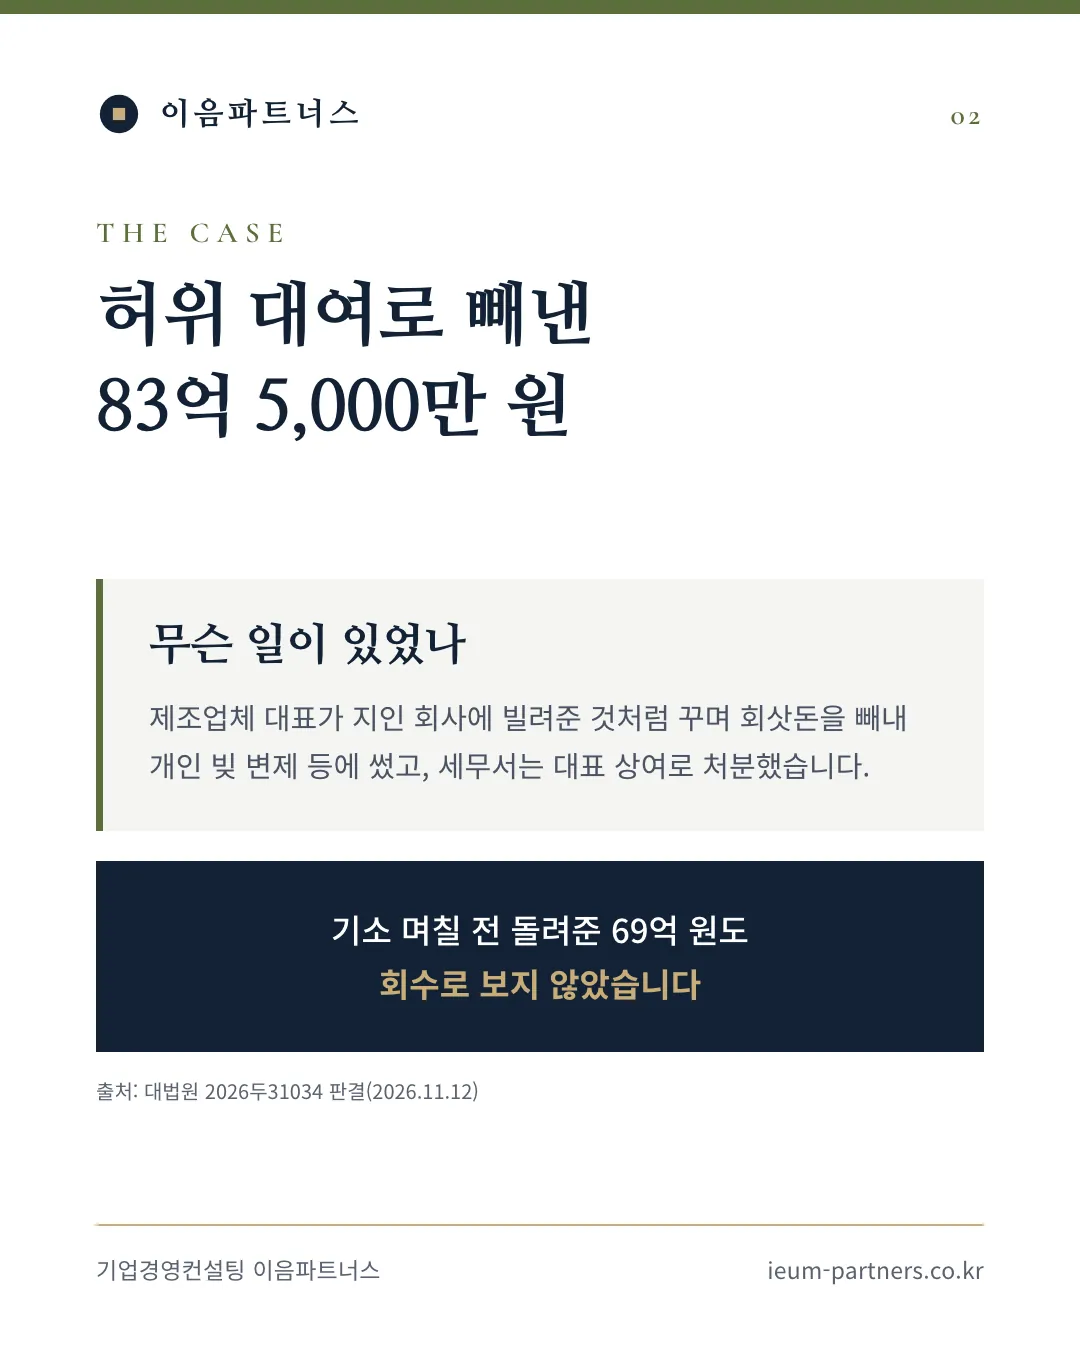 이음파트너스
02
THE CASE
허위 대여로 빼낸
83억 5,000만 원
무슨 일이 있었나
제조업체 대표가 지인 회사에 빌려준 것처럼 꾸며 회삿돈을 빼내
개인 빚 변제 등에 썼고, 세무서는 대표 상여로 처분했습니다.
기소 며칠 전 돌려준 69억 원도
회수로 보지 않았습니다
출처: 대법원 2026두31034 판결(2026.11.12)
기업경영컨설팅 이음파트너스
ieum-partners.co.kr